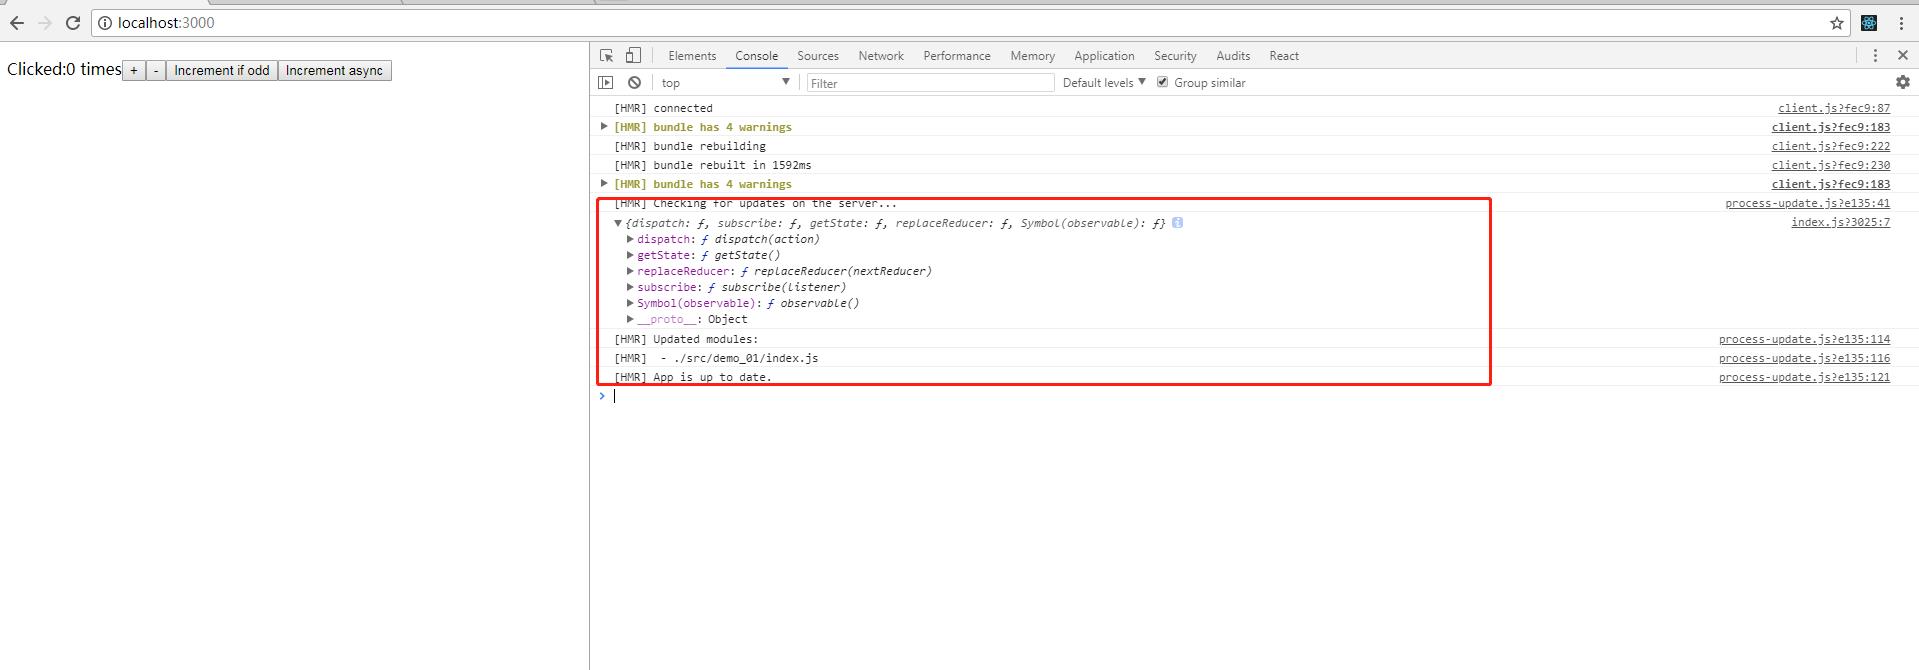 localhost:3000
Clicked:0 times + - Increment if odd Increment async
Elements Console Sources Network Performance Memory Application Security Audits React
top Filter Default levels Group similar
[HMR] connected client.js?fec9:87
[HMR] bundle has 4 warnings client.js?fec9:183
[HMR] bundle rebuilding client.js?fec9:222
[HMR] bundle rebuilt in 1592ms client.js?fec9:230
[HMR] bundle has 4 warnings client.js?fec9:183
[HMR] Checking for updates on the server... process-update.js?e135:41
{dispatch: ƒ, subscribe: ƒ, getState: ƒ, replaceReducer: ƒ, Symbol(observable): ƒ} i index.js?3025:7
dispatch: ƒ dispatch(action)
getState: ƒ getState()
replaceReducer: ƒ replaceReducer(nextReducer)
subscribe: ƒ subscribe(listener)
Symbol(observable): ƒ observable()
__proto__: Object
[HMR] Updated modules: process-update.js?e135:114
[HMR]  - ./src/demo_01/index.js process-update.js?e135:116
[HMR] App is up to date. process-update.js?e135:121